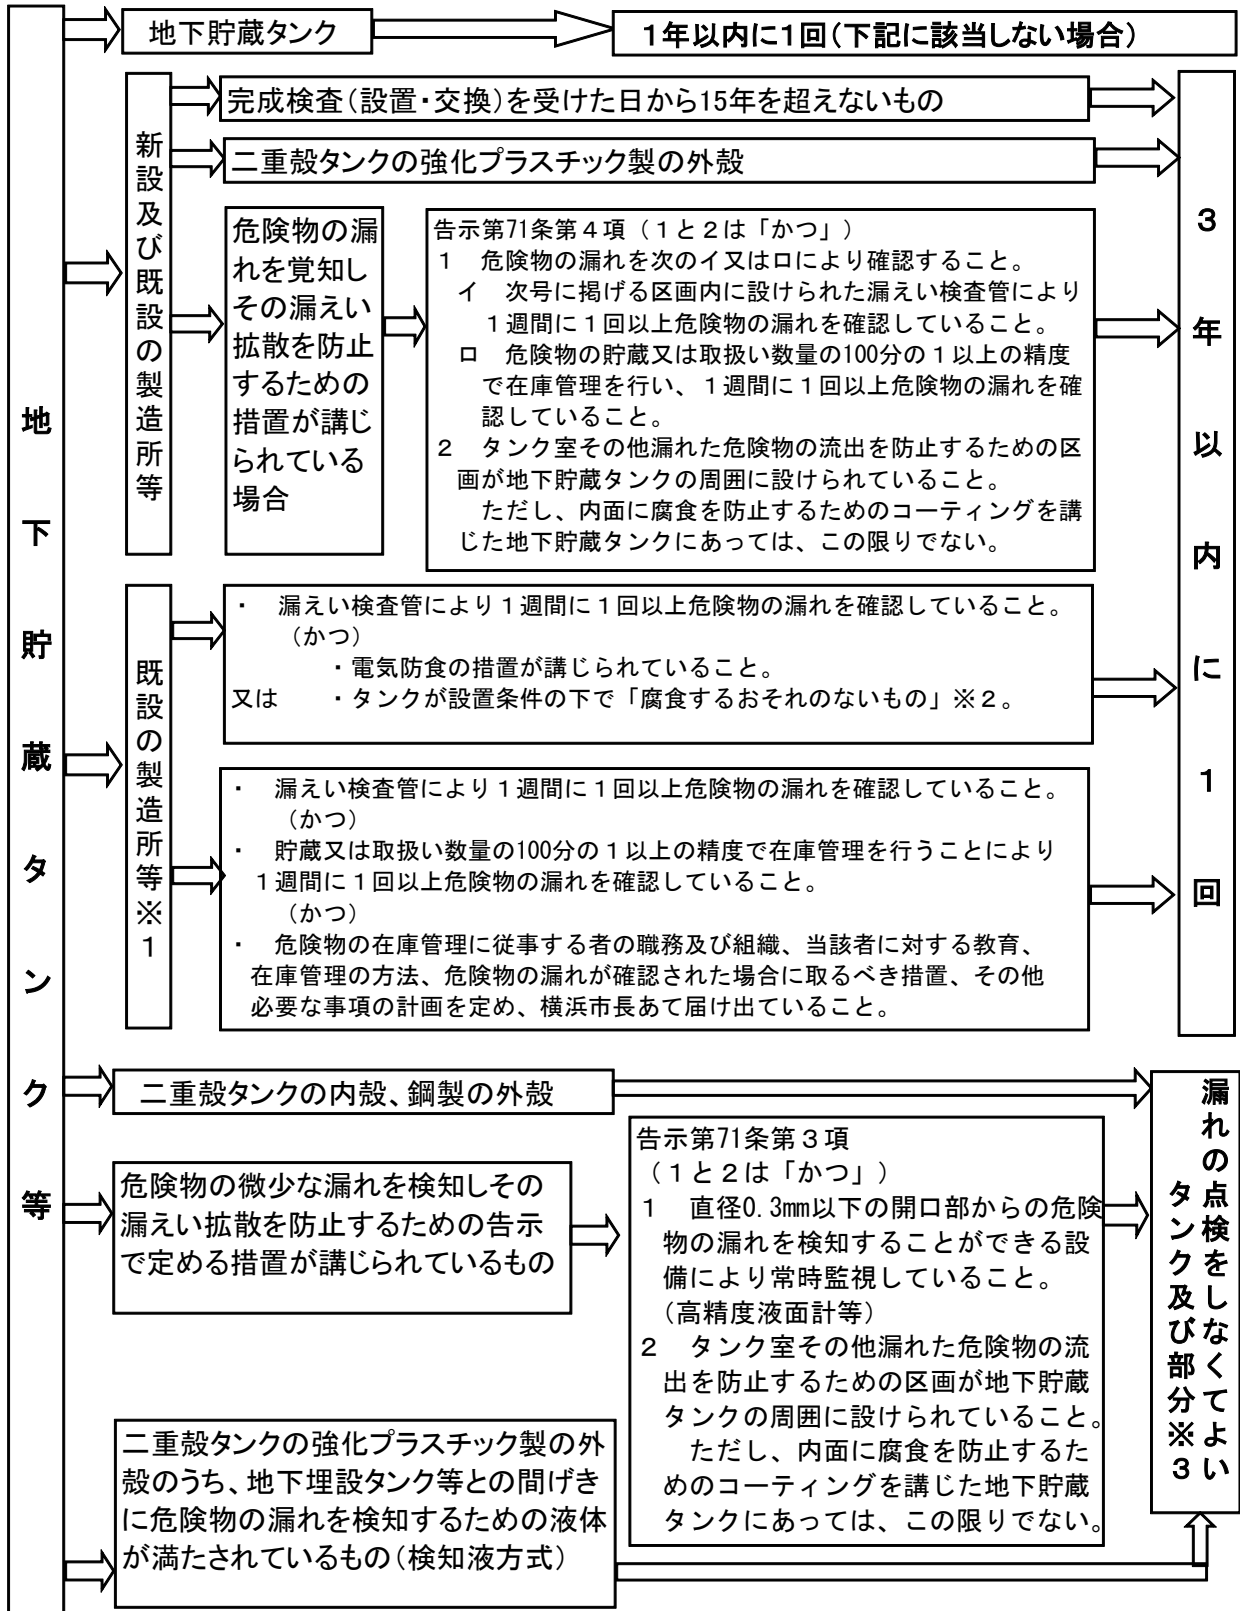 地下貯蔵タンク等
地下貯蔵タンク
1年以内に1回(下記に該当しない場合)
新設及び既設の製造所等
完成検査(設置・交換)を受けた日から15年を超えないもの
二重殻タンクの強化プラスチック製の外殻
危険物の漏
れを覚知し
その漏えい
拡散を防止
するための
措置が講じ
られている
場合
告示第71条第4項(1と2は「かつ」)
1 危険物の漏れを次のイ又はロにより確認すること。
イ 次号に掲げる区画内に設けられた漏えい検査管により
1週間に1回以上危険物の漏れを確認していること。
ロ 危険物の貯蔵又は取扱い数量の100分の1以上の精度
で在庫管理を行い、1週間に1回以上危険物の漏れを確
認していること。
2 タンク室その他漏れた危険物の流出を防止するための区
画が地下貯蔵タンクの周囲に設けられていること。
ただし、内面に腐食を防止するためのコーティングを講
じた地下貯蔵タンクにあっては、この限りでない。
3年以内に1回
既設の製造所等※1
・ 漏えい検査管により1週間に1回以上危険物の漏れを確認していること。
(かつ)
・電気防食の措置が講じられていること。
又は ・タンクが設置条件の下で「腐食するおそれのないもの」※2。
・ 漏えい検査管により1週間に1回以上危険物の漏れを確認していること。
(かつ)
・ 貯蔵又は取扱い数量の100分の1以上の精度で在庫管理を行うことにより
1週間に1回以上危険物の漏れを確認していること。
(かつ)
・ 危険物の在庫管理に従事する者の職務及び組織、当該者に対する教育、
在庫管理の方法、危険物の漏れが確認された場合に取るべき措置、その他
必要な事項の計画を定め、横浜市長あて届け出ていること。
二重殻タンクの内殻、鋼製の外殻
危険物の微少な漏れを検知しその
漏えい拡散を防止するための告示
で定める措置が講じられているもの
告示第71条第3項
(1と2は「かつ」)
1 直径0.3mm以下の開口部からの危険
物の漏れを検知することができる設
備により常時監視していること。
(高精度液面計等)
2 タンク室その他漏れた危険物の流
出を防止するための区画が地下貯蔵
タンクの周囲に設けられていること。
ただし、内面に腐食を防止するた
めのコーティングを講じた地下貯蔵
タンクにあっては、この限りでない。
二重殻タンクの強化プラスチック製の外
殻のうち、地下埋設タンク等との間げき
に危険物の漏れを検知するための液体
が満たされているもの(検知液方式)
漏れの点検をしなくてよい
タンク及び部分※3